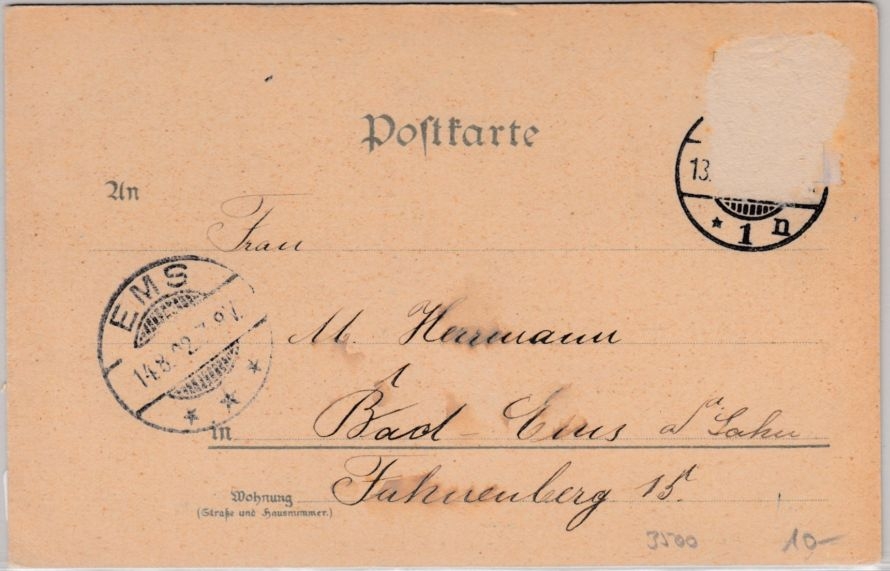 Postkarte
13.
* 1 n
An
Frau
EMS
14.8.02.7-8V.
* * *
M. Herrmann
in Bad-Ems a/d Lahn
Wohnung
(Straße und Hausnummer.)
Fahnenberg 15
3500
10-